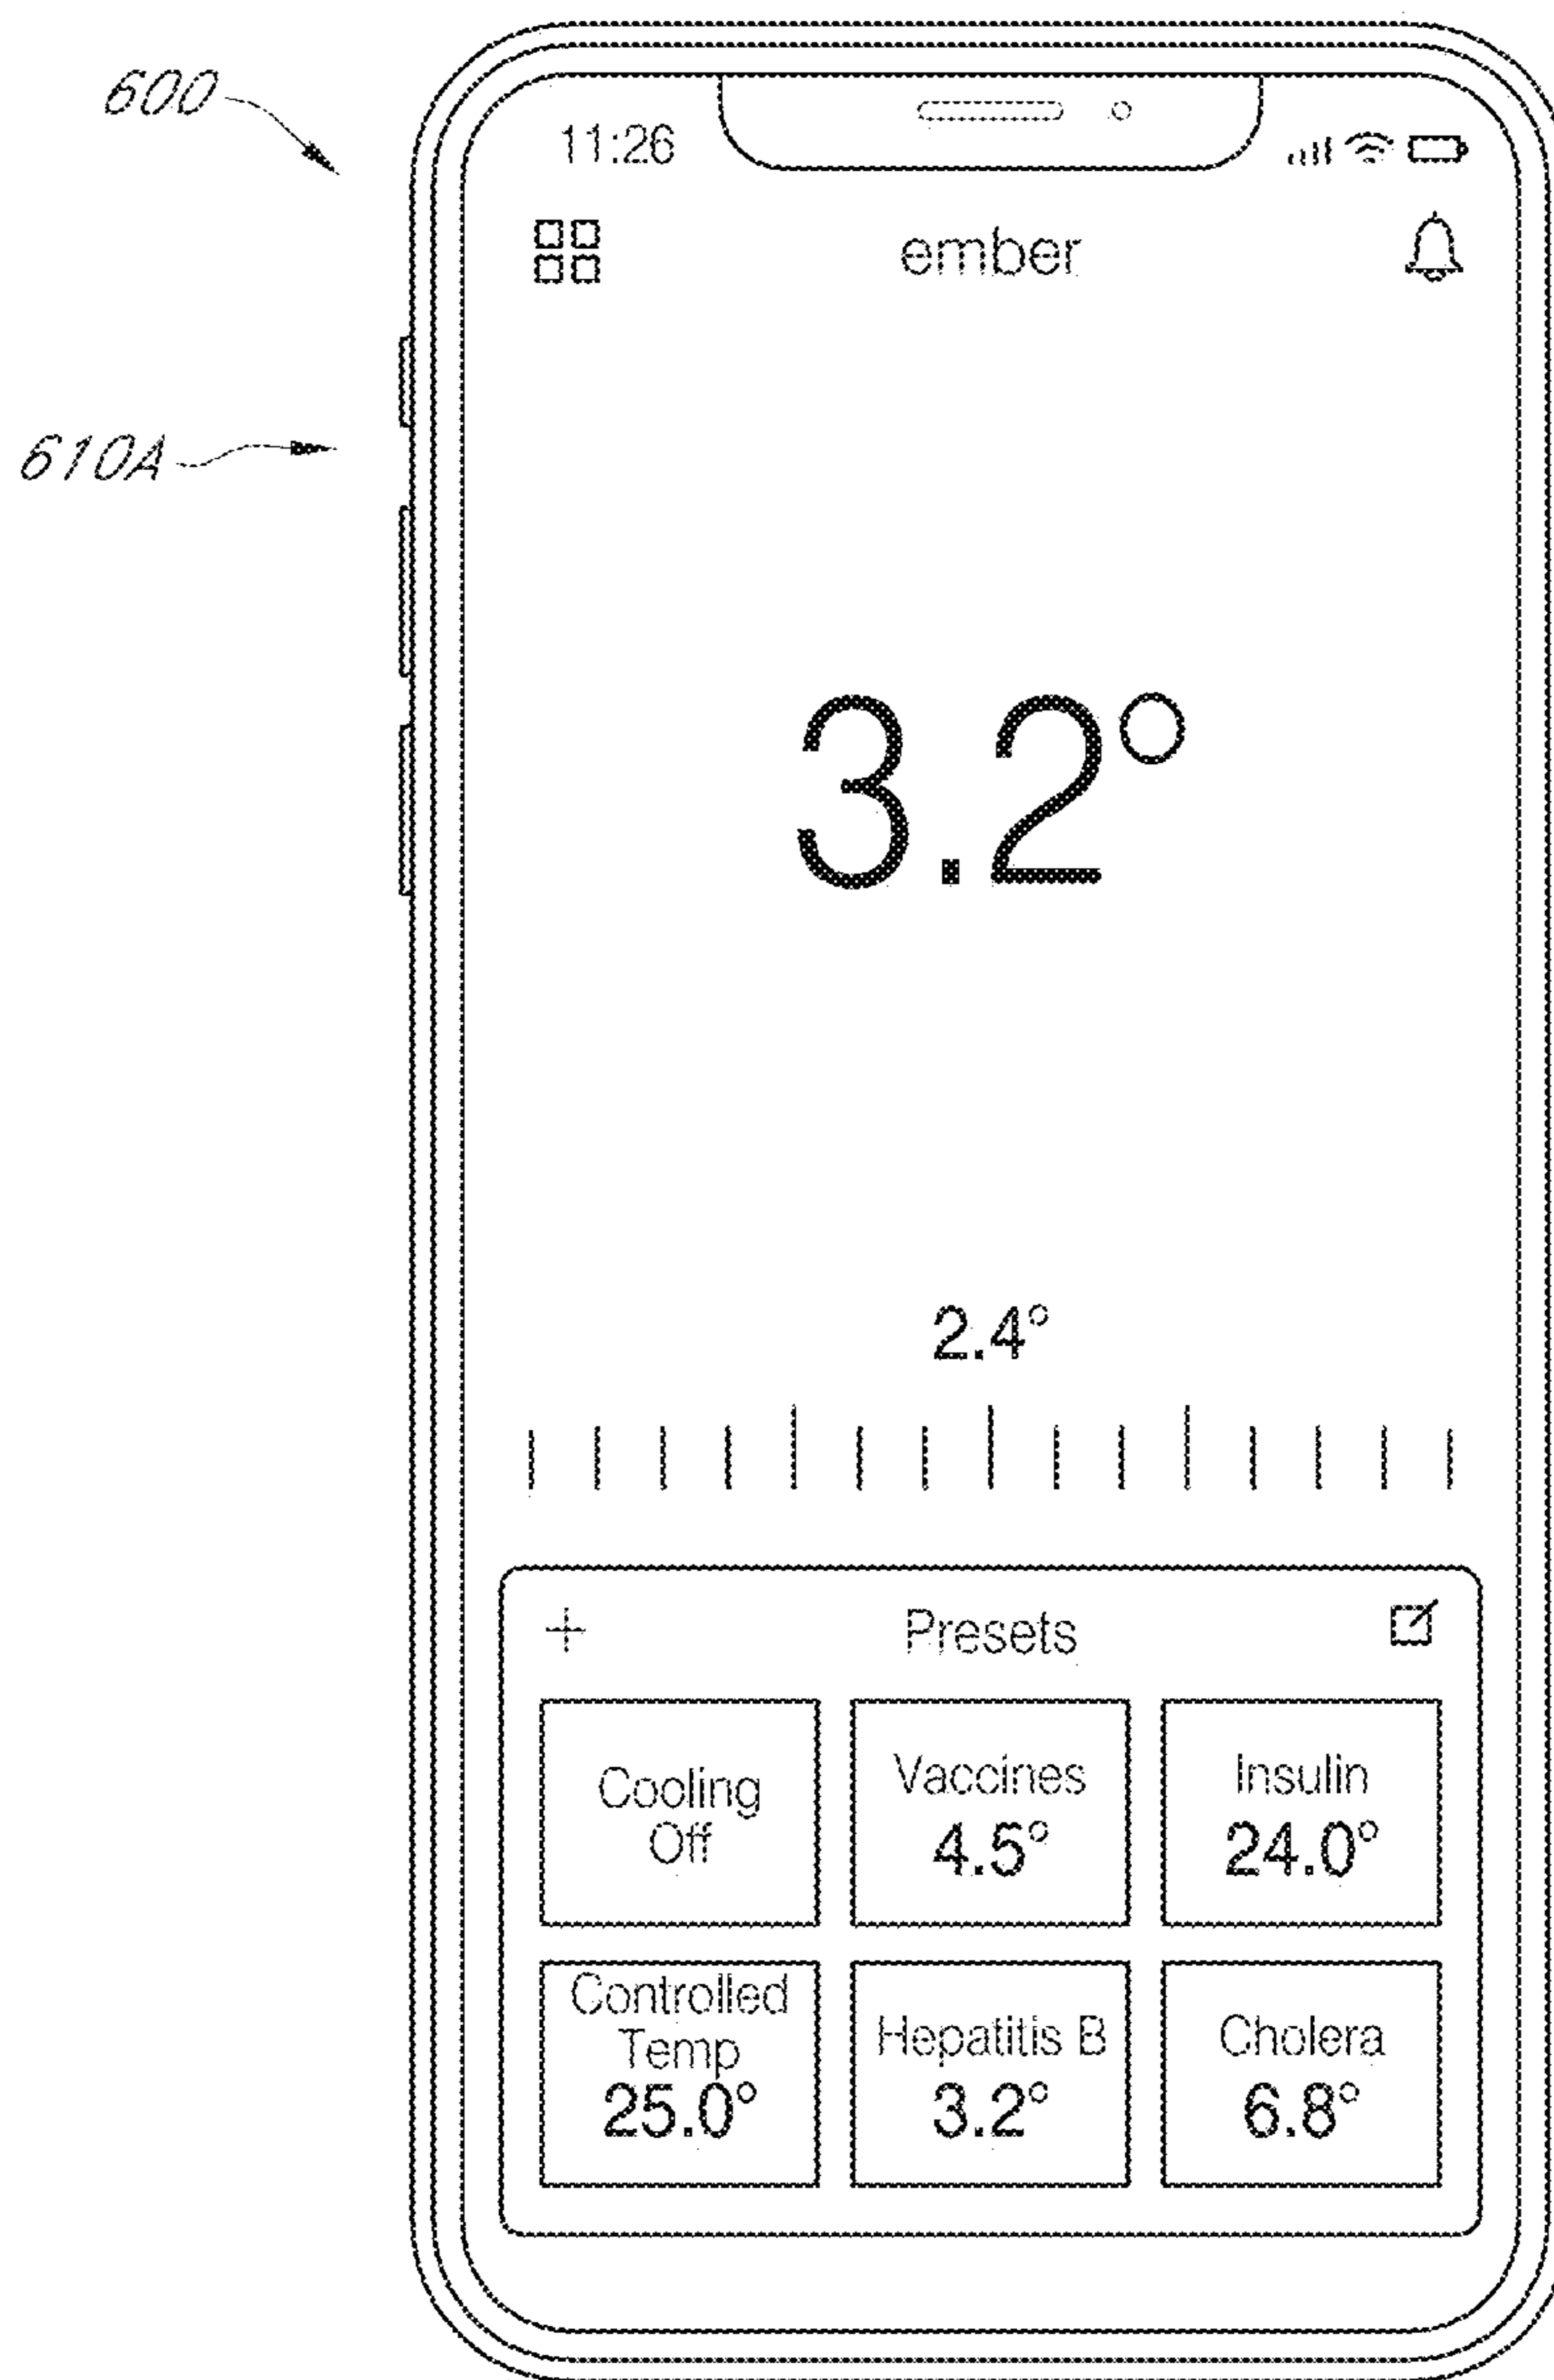 600
11:26
ember
610A
3.2°
2.4°
Presets
Cooling
Off
Vaccines
4.5°
Insulin
24.0°
Controlled
Temp
25.0°
Hepatitis B
3.2°
Cholera
6.8°